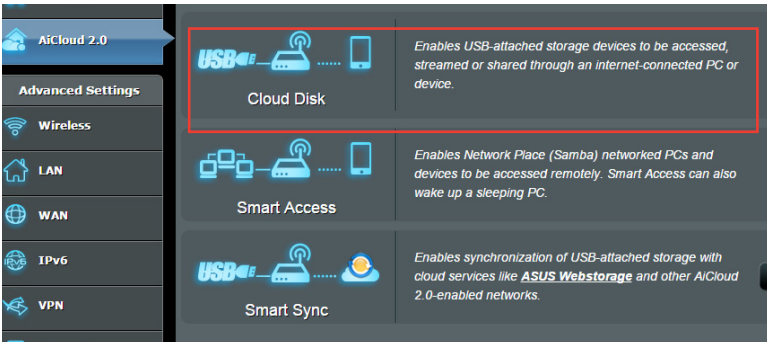 AiCloud 2.0
Advanced Settings
Wireless
LAN
WAN
IPv6
IPv6
VPN
USB
Cloud Disk
Enables USB-attached storage devices to be accessed,
streamed or shared through an internet-connected PC or
device.
Smart Access
Enables Network Place (Samba) networked PCs and
devices to be accessed remotely. Smart Access can also
wake up a sleeping PC.
USB
Smart Sync
Enables synchronization of USB-attached storage with
cloud services like ASUS Webstorage and other AiCloud
2.0-enabled networks.